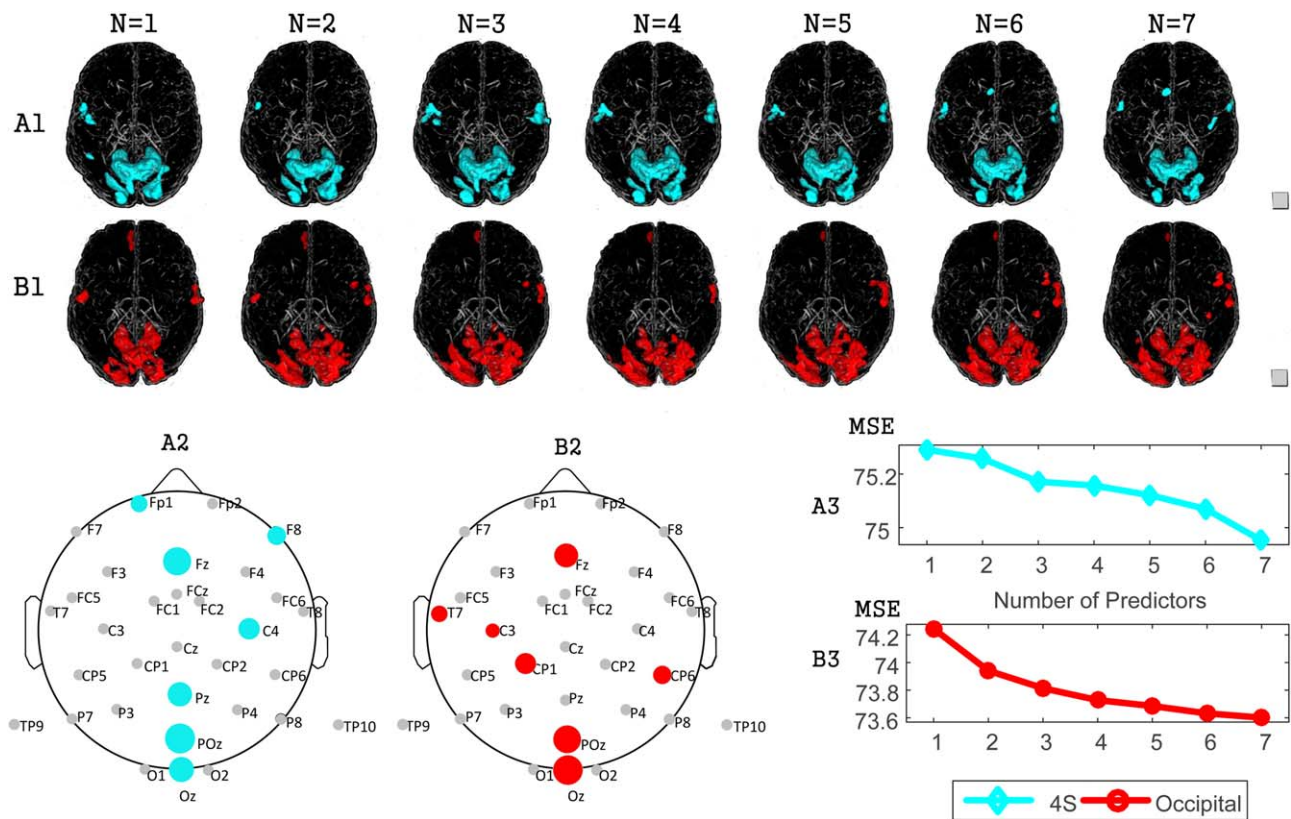 N=1 N=2 N=3 N=4 N=5 N=6 N=7
A1
B1
A2
Fp1 Fp2
F7 F8
Fz
F3 F4
FCz
FC5 FC1 FC2 FC6
T7 T8
C3 C4
Cz
CP1 CP2
CP5 CP6
Pz
P3 P4
P7 P8
TP9 TP10
POz
O1 O2
Oz
B2
Fp1 Fp2
F7 F8
Fz
F3 F4
FCz
FC5 FC1 FC2 FC6
T7 T8
C3 C4
Cz
CP1 CP2
CP5 CP6
Pz
P3 P4
P7 P8
TP9 TP10
POz
O1 O2
Oz
MSE
75.2
A3
75
1 2 3 4 5 6 7
Number of Predictors
MSE
74.2
B3
74
73.8
73.6
1 2 3 4 5 6 7
4S Occipital